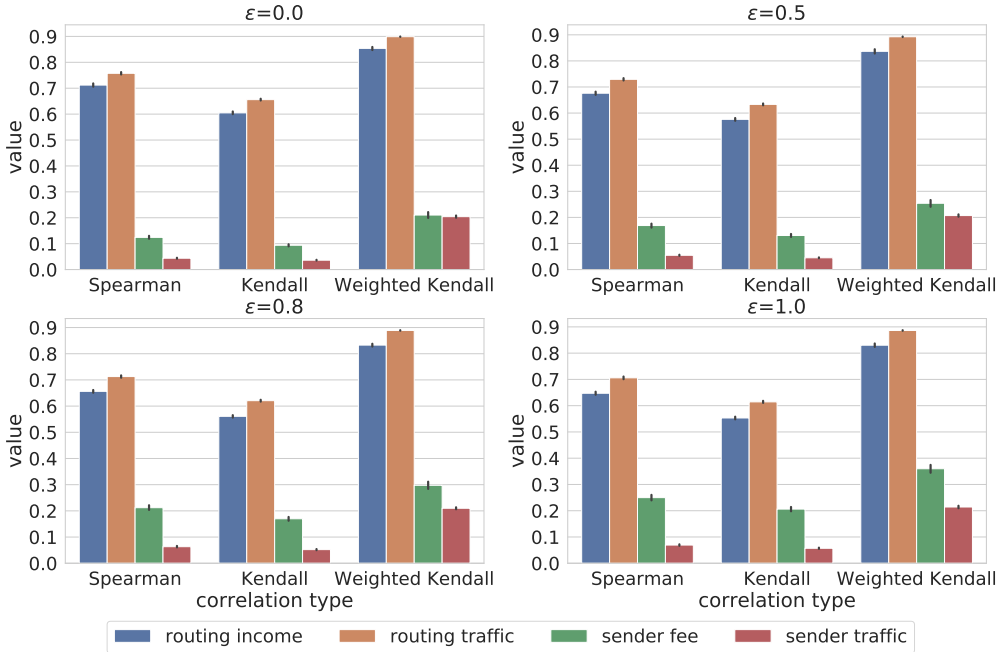 ε=0.0
0.9
0.8
0.7
0.6
0.5
0.4
0.3
0.2
0.1
0.0
value
Spearman Kendall Weighted Kendall
ε=0.5
0.9
0.8
0.7
0.6
0.5
0.4
0.3
0.2
0.1
0.0
value
Spearman Kendall Weighted Kendall
ε=0.8
0.9
0.8
0.7
0.6
0.5
0.4
0.3
0.2
0.1
0.0
value
Spearman Kendall Weighted Kendall
correlation type
ε=1.0
0.9
0.8
0.7
0.6
0.5
0.4
0.3
0.2
0.1
0.0
value
Spearman Kendall Weighted Kendall
correlation type
routing income routing traffic sender fee sender traffic